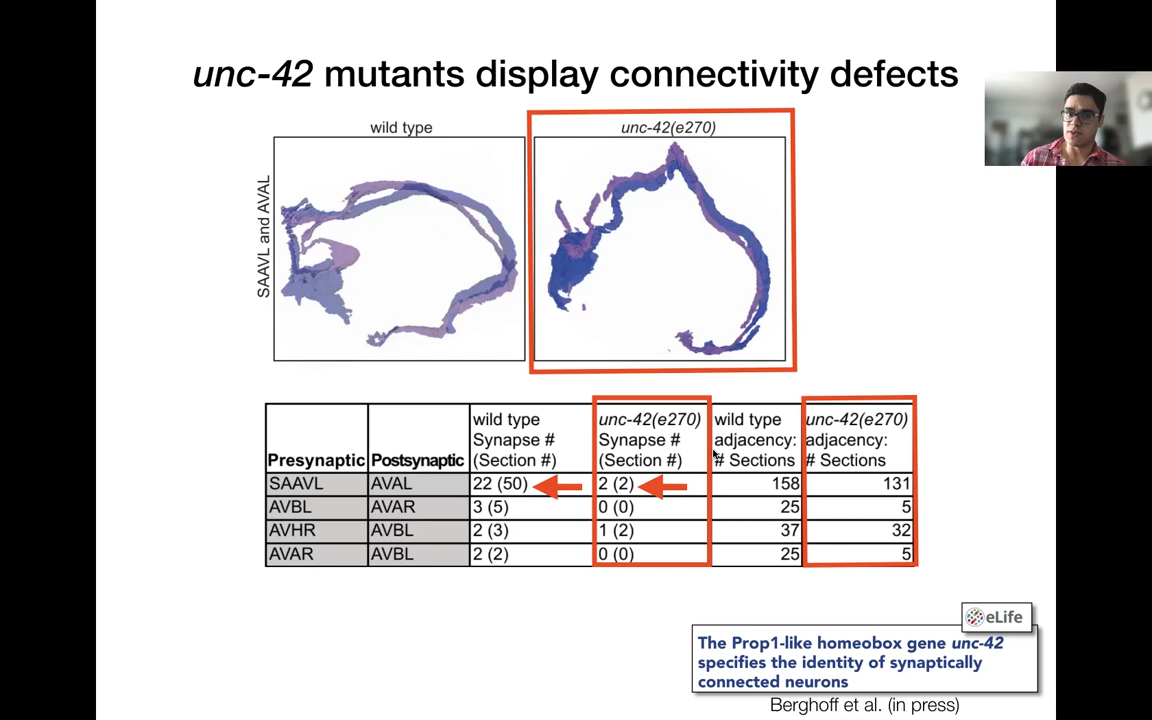 unc-42 mutants display connectivity defects
wild type
unc-42(e270)
SAAVL and AVAL
Presynaptic Postsynaptic wild type Synapse # (Section #) unc-42(e270) Synapse # (Section #) wild type adjacency: # Sections unc-42(e270) adjacency: # Sections
SAAVL AVAL 22 (50) 2 (2) 158 131
AVBL AVAR 3 (5) 0 (0) 25 5
AVHR AVBL 2 (3) 1 (2) 37 32
AVAR AVBL 2 (2) 0 (0) 25 5
eLife
The Prop1-like homeobox gene unc-42
specifies the identity of synaptically
connected neurons
Berghoff et al. (in press)